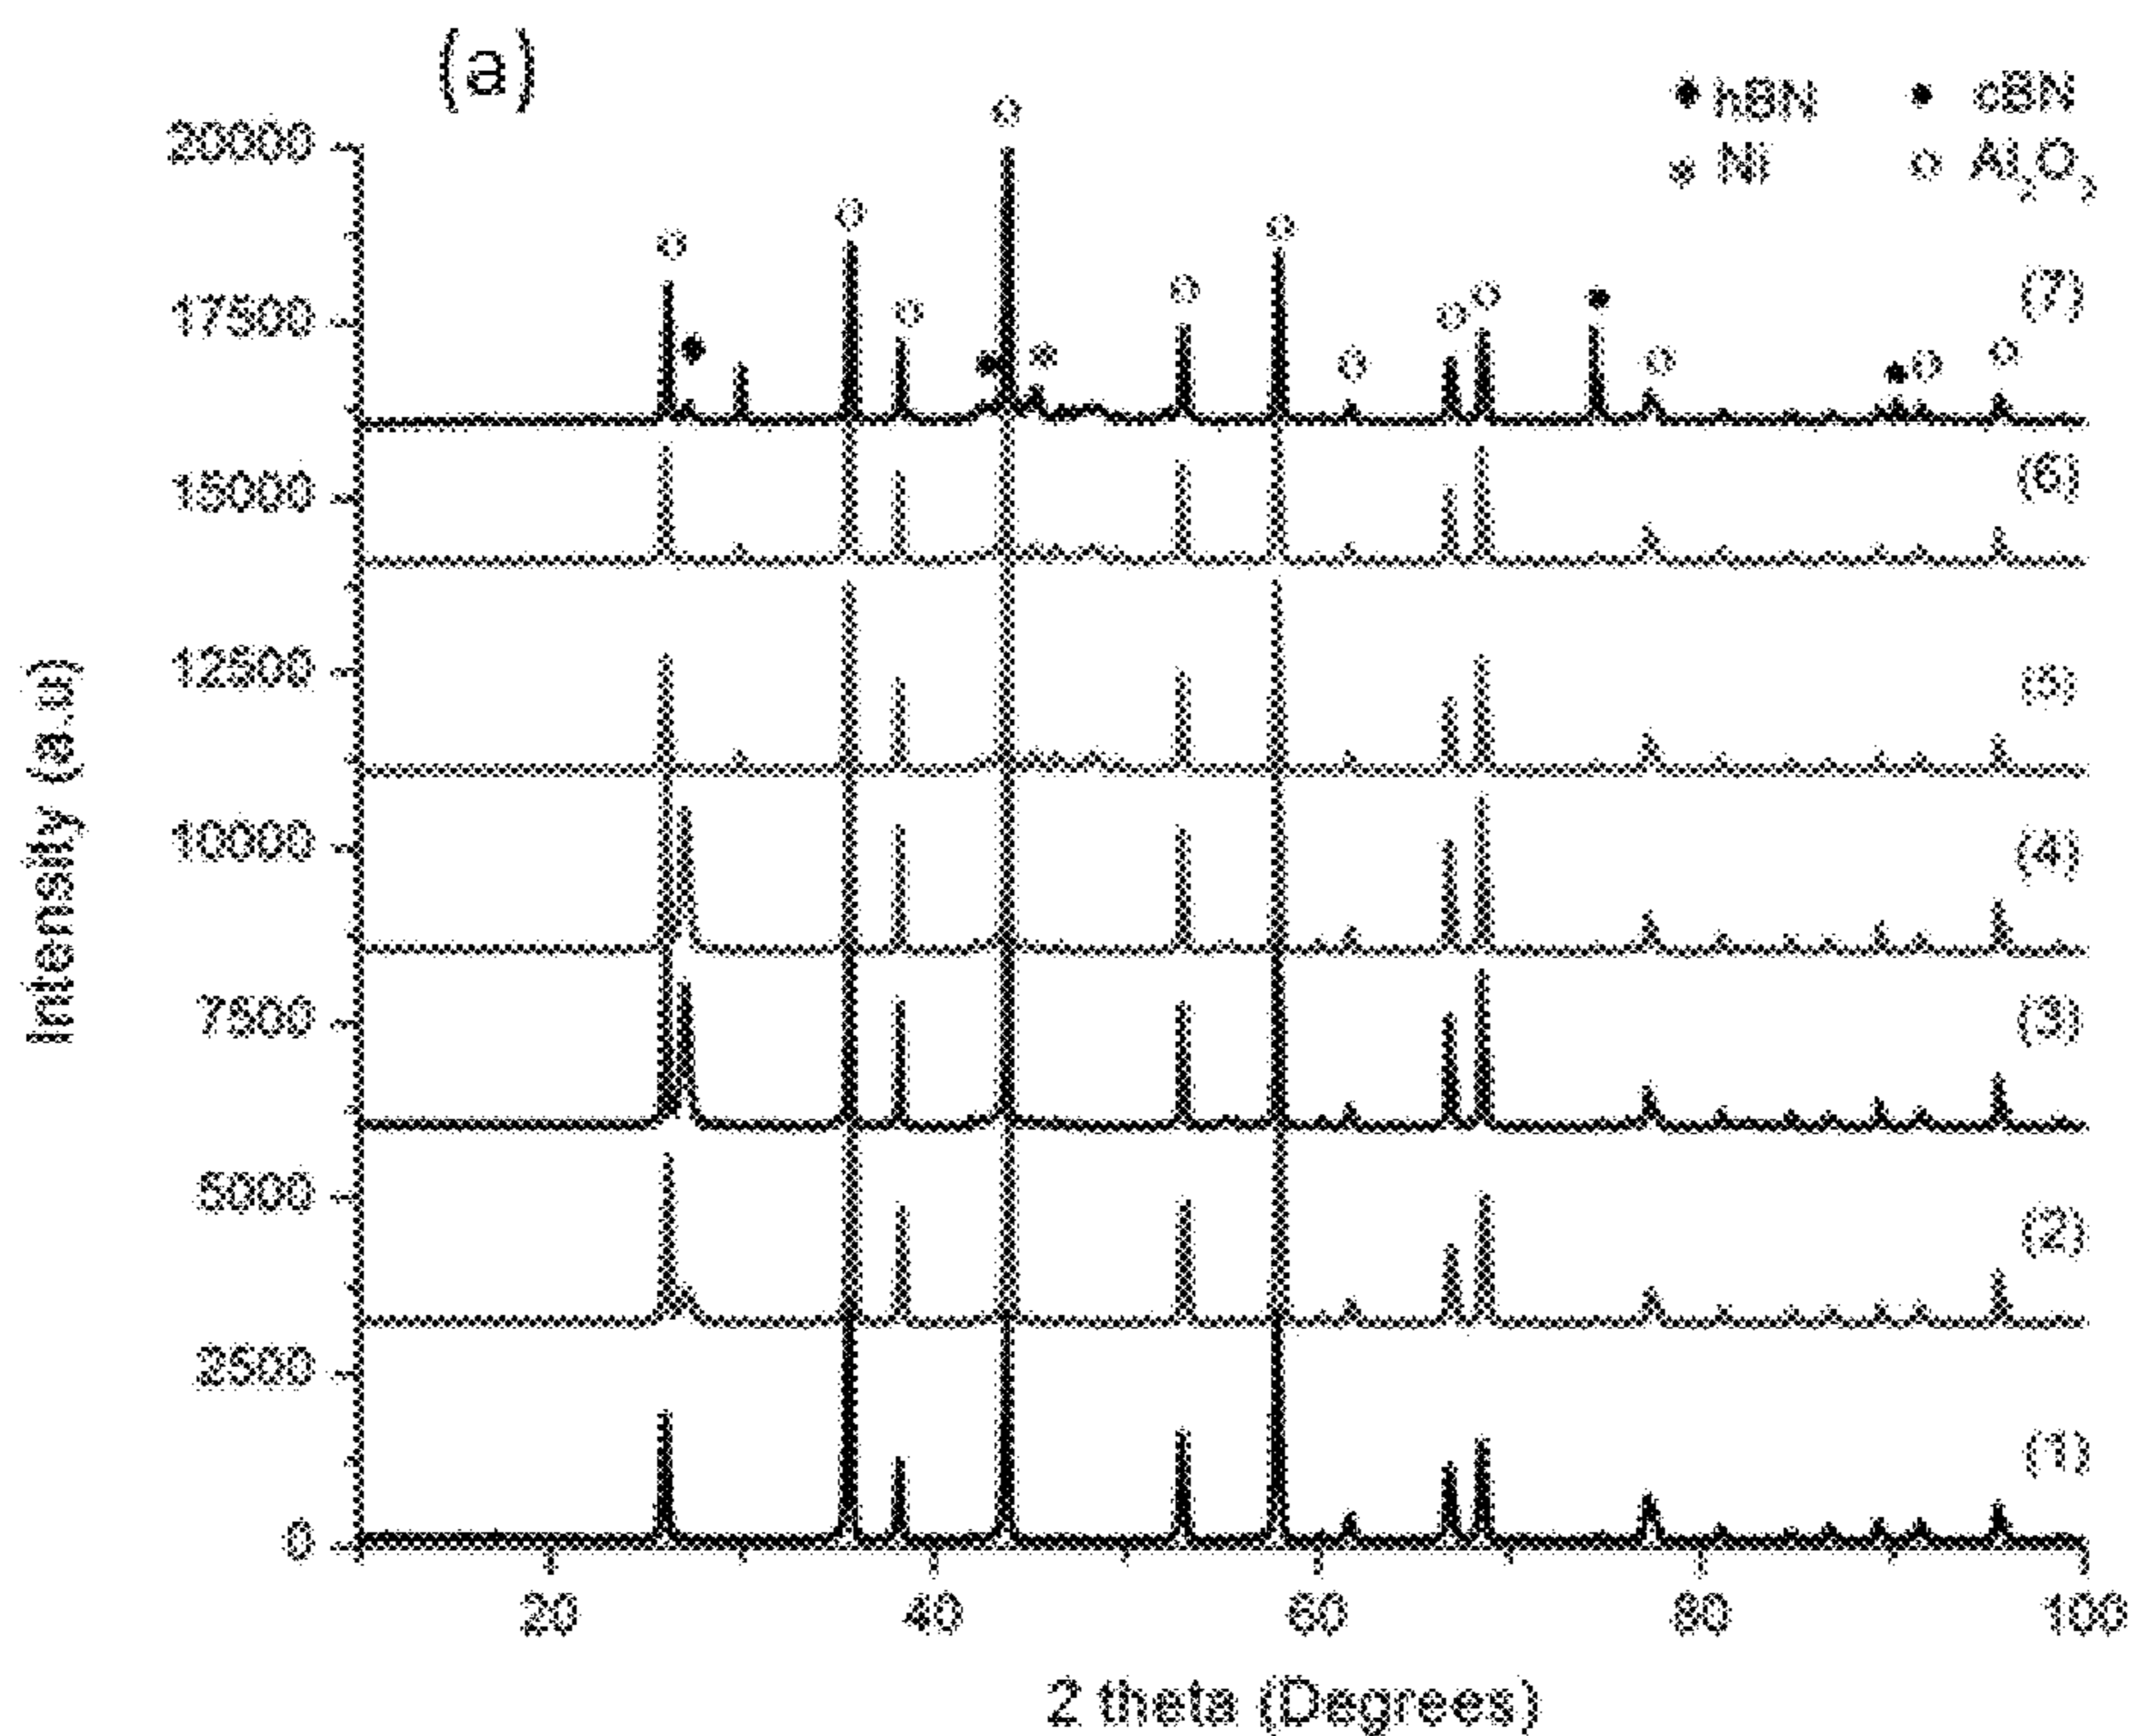 (a)
hBN cBN
Ni Al2O3
20000
17500
15000
12500
10000
7500
5000
2500
0
Intensity (a.u)
(7)
(6)
(5)
(4)
(3)
(2)
(1)
20 40 60 80 100
2 theta (Degrees)